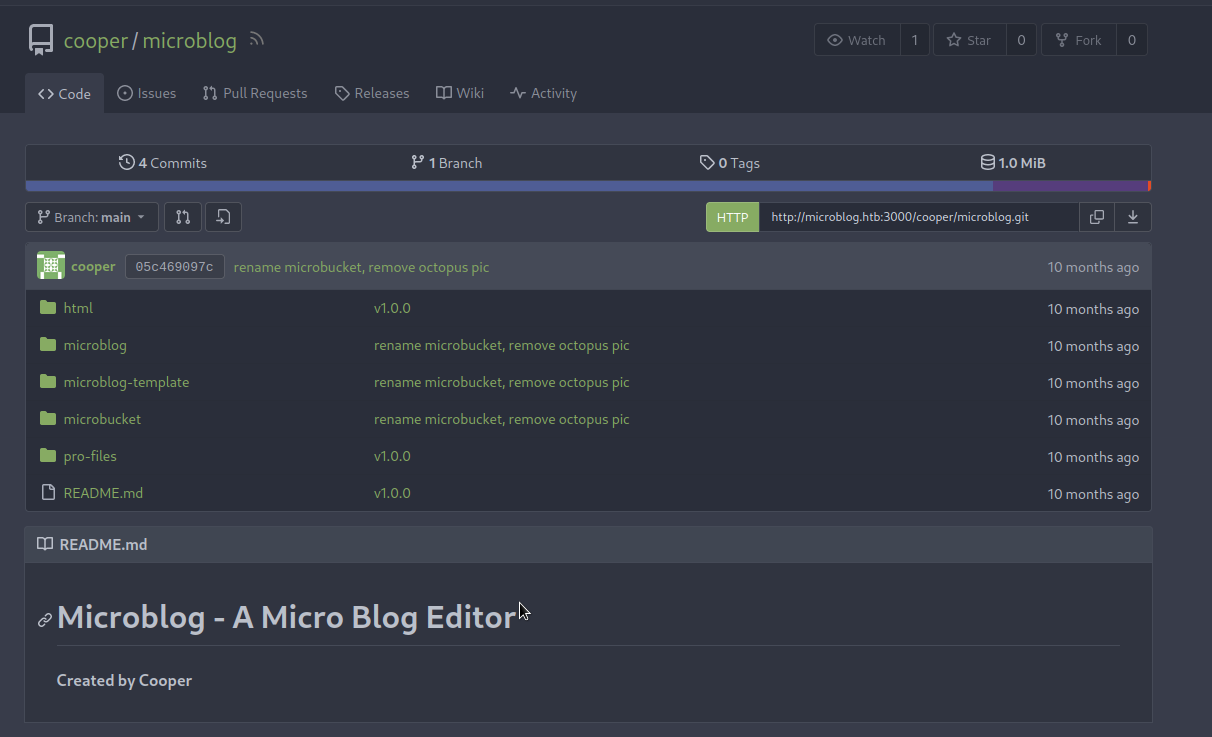 cooper / microblog Watch 1 Star 0 Fork 0
Code Issues Pull Requests Releases Wiki Activity
4 Commits 1 Branch 0 Tags 1.0 MiB
Branch: main HTTP http://microblog.htb:3000/cooper/microblog.git
cooper 05c469097c rename microbucket, remove octopus pic 10 months ago
html v1.0.0 10 months ago
microblog rename microbucket, remove octopus pic 10 months ago
microblog-template rename microbucket, remove octopus pic 10 months ago
microbucket rename microbucket, remove octopus pic 10 months ago
pro-files v1.0.0 10 months ago
README.md v1.0.0 10 months ago
README.md
Microblog - A Micro Blog Editor
Created by Cooper